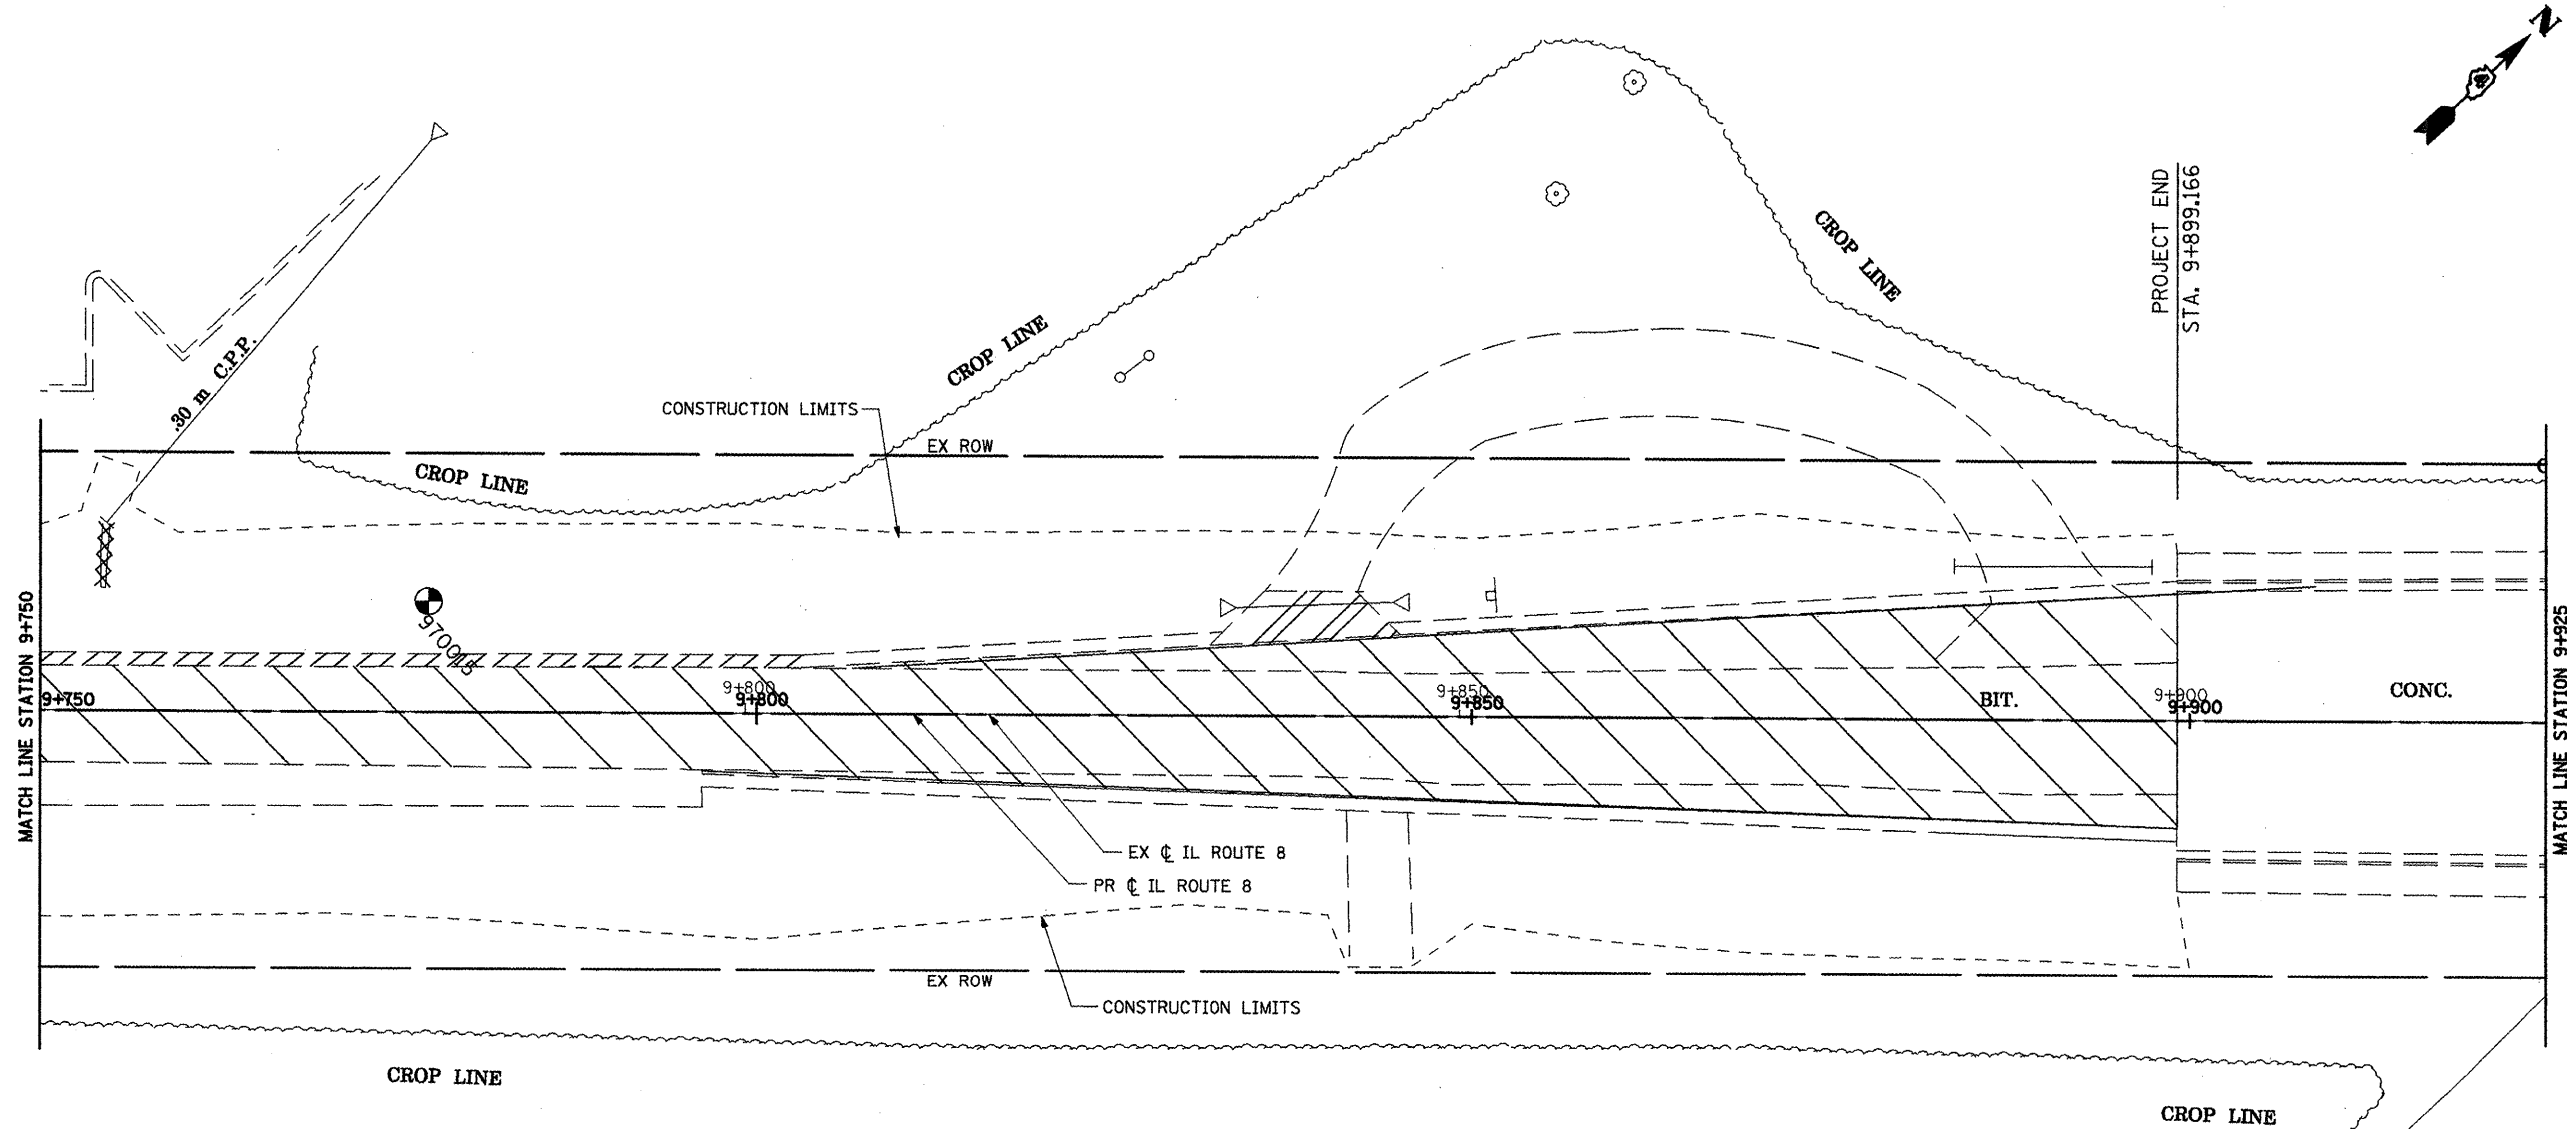 N
PROJECT END
STA. 9+899.166
CROP LINE
CROP LINE
.30 m C.P.P.
CONSTRUCTION LIMITS
EX ROW
CROP LINE
970015
MATCH LINE STATION 9+750
MATCH LINE STATION 9+925
9+750
9+800
9+800
9+850
9+850
BIT.
9+900
9+900
CONC.
EX ℄ IL ROUTE 8
PR ℄ IL ROUTE 8
EX ROW
CONSTRUCTION LIMITS
CROP LINE
CROP LINE